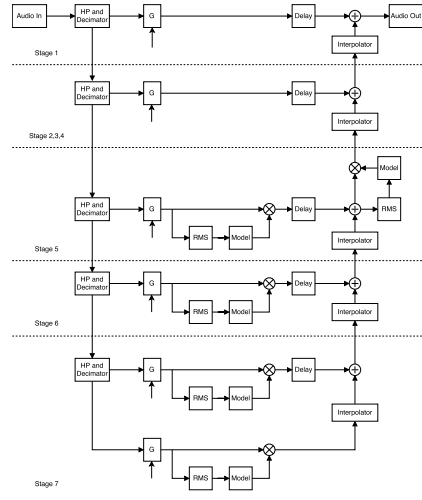 Audio In
HP and
Decimator
G
Delay
Audio Out
Interpolator
Stage 1
HP and
Decimator
G
Delay
Interpolator
Stage 2,3,4
Model
HP and
Decimator
G
Delay
RMS
RMS
Model
Interpolator
Stage 5
HP and
Decimator
G
Delay
RMS
Model
Interpolator
Stage 6
HP and
Decimator
G
Delay
RMS
Model
Interpolator
G
RMS
Model
Stage 7